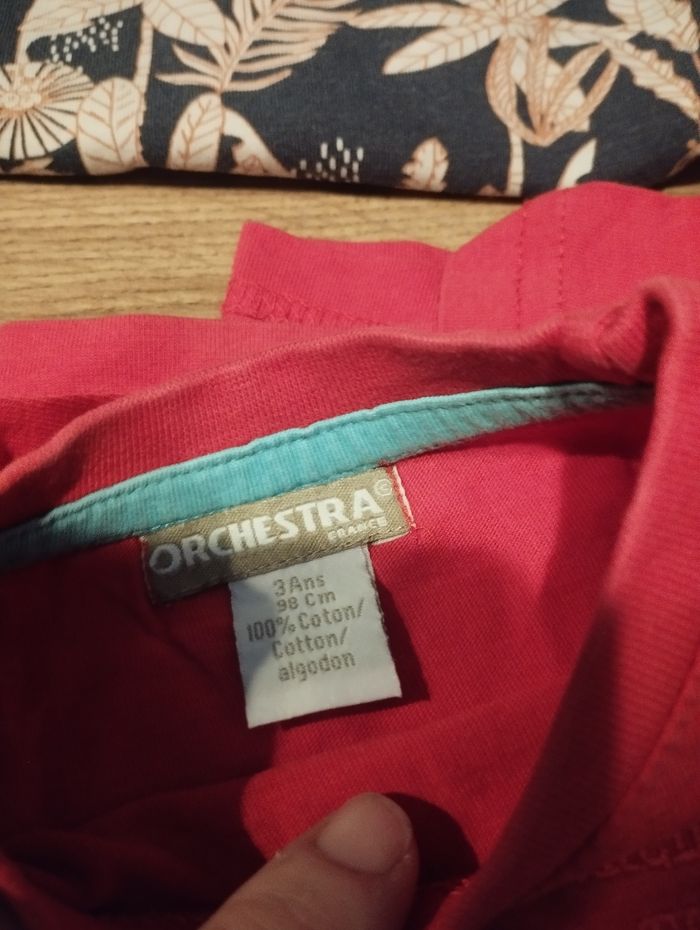 ORCHESTRA
FRANCE
3 Ans
98 Cm
100% Coton/
Cotton/
algodon